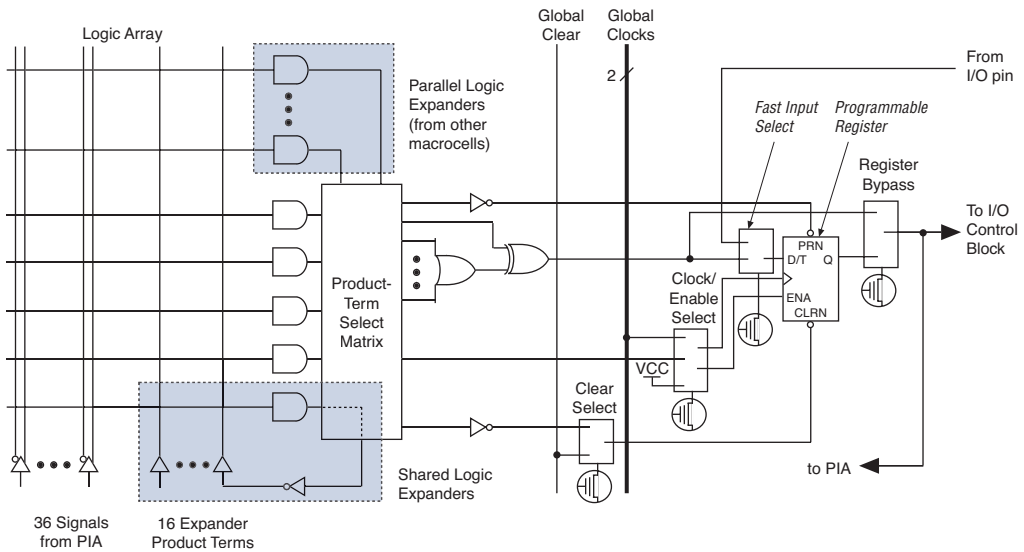 Logic Array
Global
Clear
Global
Clocks
2
From
I/O pin
Parallel Logic
Expanders
(from other
macrocells)
Fast Input
Select
Programmable
Register
Register
Bypass
To I/O
Control
Block
PRN
D/T Q
ENA
CLRN
Product-
Term
Select
Matrix
Clock/
Enable
Select
VCC
Clear
Select
to PIA
Shared Logic
Expanders
36 Signals
from PIA
16 Expander
Product Terms